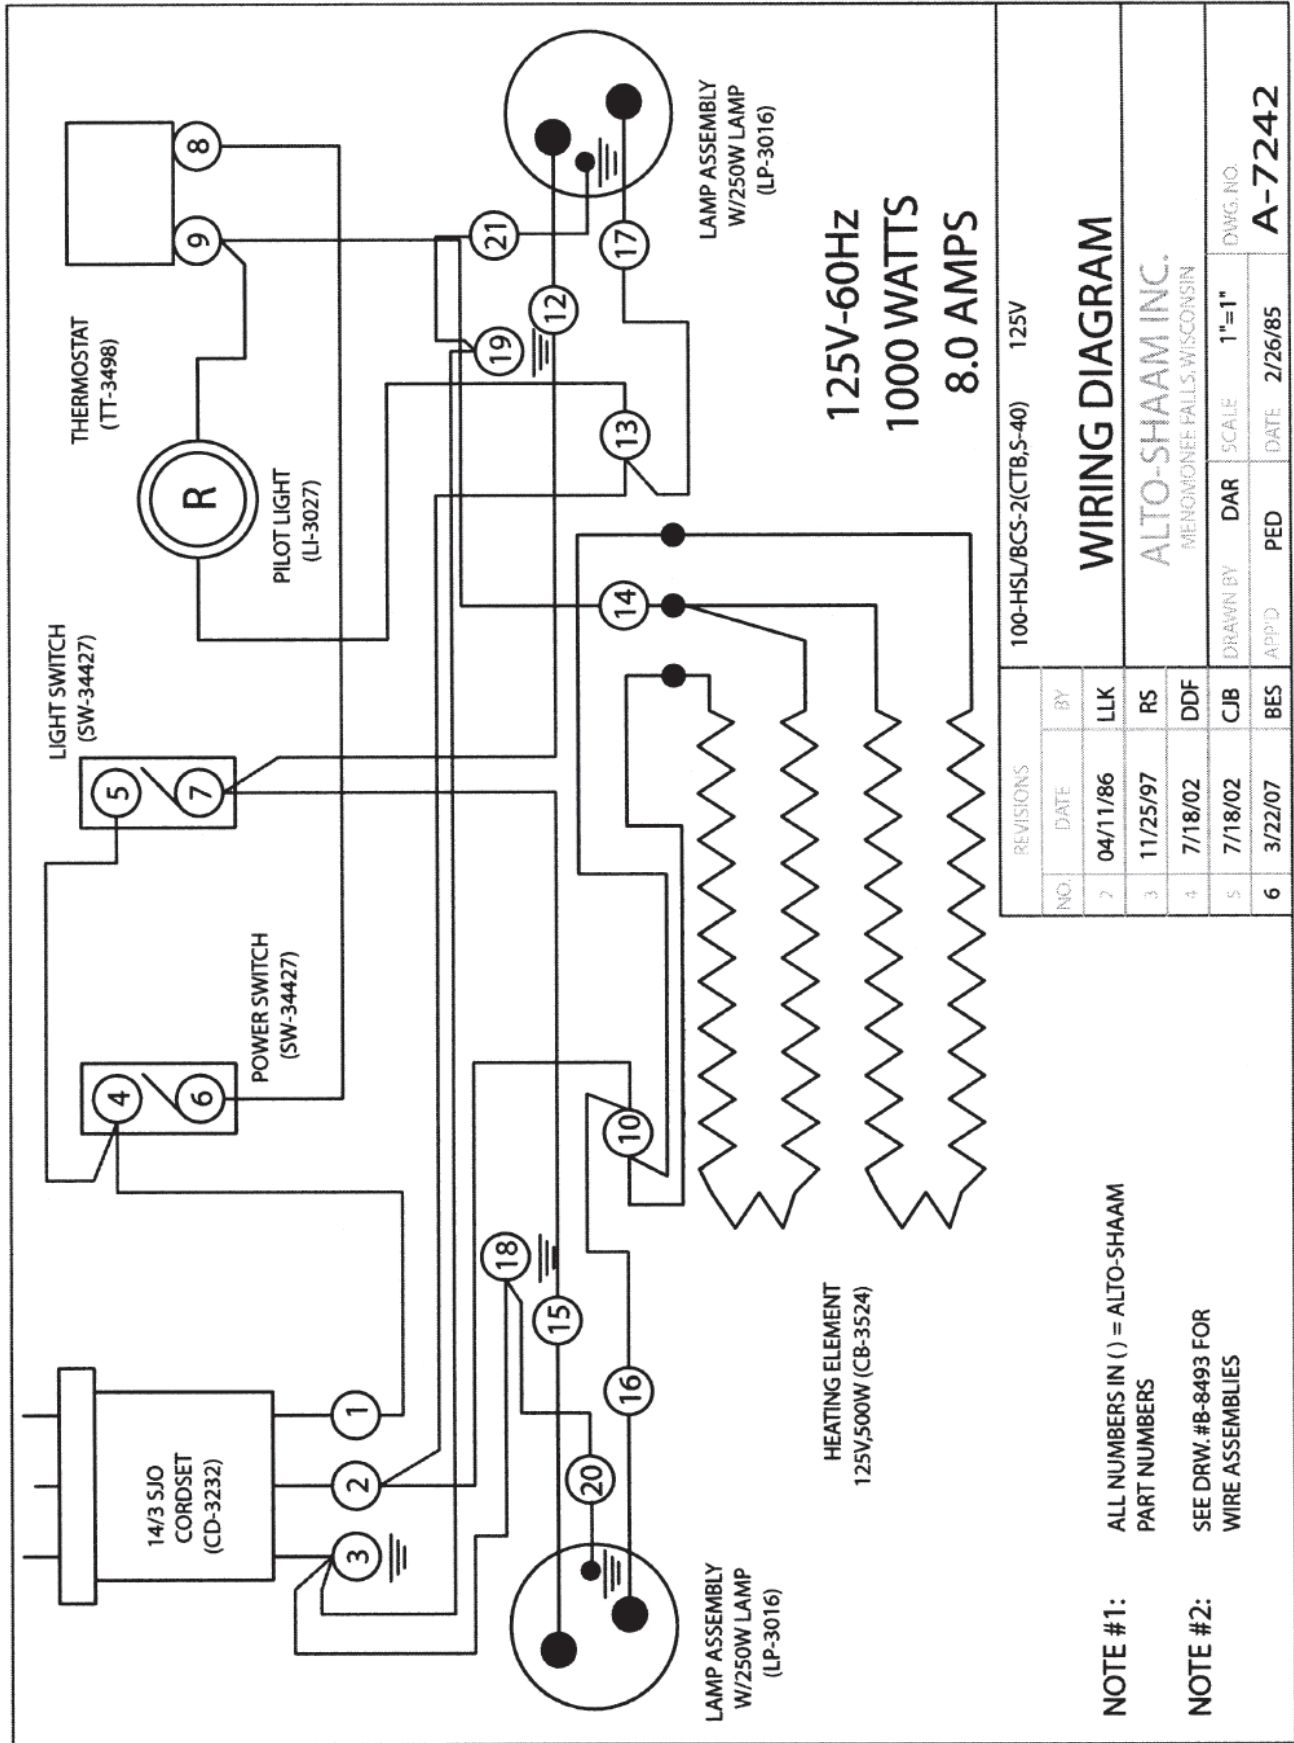 LIGHT SWITCH
(SW-34427)
THERMOSTAT
(TT-3498)
14/3 SJO
CORDSET
(CD-3232)
4
6
5
7
9
8
POWER SWITCH
(SW-34427)
R
PILOT LIGHT
(LI-3027)
3
2
1
18
19
21
20
15
12
16
10
14
13
17
LAMP ASSEMBLY
W/250W LAMP
(LP-3016)
LAMP ASSEMBLY
W/250W LAMP
(LP-3016)
HEATING ELEMENT
125V,500W (CB-3524)
125V-60Hz
1000 WATTS
8.0 AMPS
NOTE #1: ALL NUMBERS IN ( ) = ALTO-SHAAM
PART NUMBERS
NOTE #2: SEE DRW. #B-8493 FOR
WIRE ASSEMBLIES
REVISIONS
NO. DATE BY
2 04/11/86 LLK
3 11/25/97 RS
4 7/18/02 DDF
5 7/18/02 CJB
6 3/22/07 BES
100-HSL/BCS-2(CTB,S-40) 125V
WIRING DIAGRAM
ALTO-SHAAM INC.
MENOMONEE FALLS, WISCONSIN
DRAWN BY DAR SCALE 1"=1" DWG. NO.
APP'D PED DATE 2/26/85 A-7242